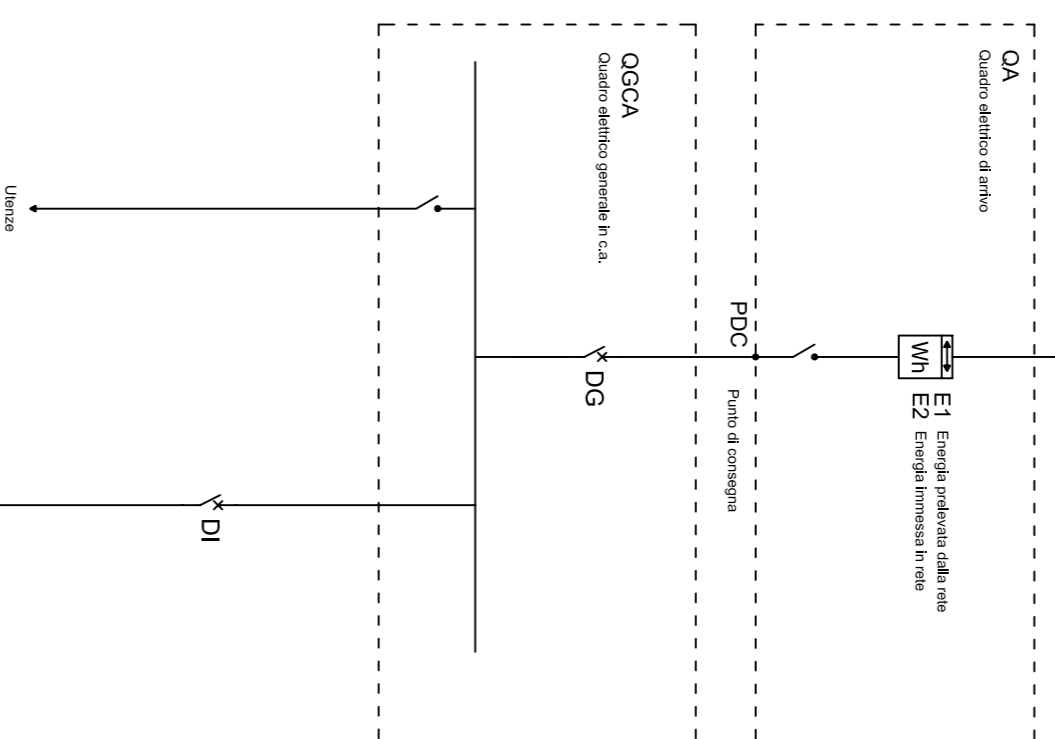 QA
Quadro elettrico di arrivo
Wh
E1 Energia prelevata dalla rete
E2 Energia immessa in rete
PDC
Punto di consegna
QGCA
Quadro elettrico generale in c.a.
DG
DI
Utenze